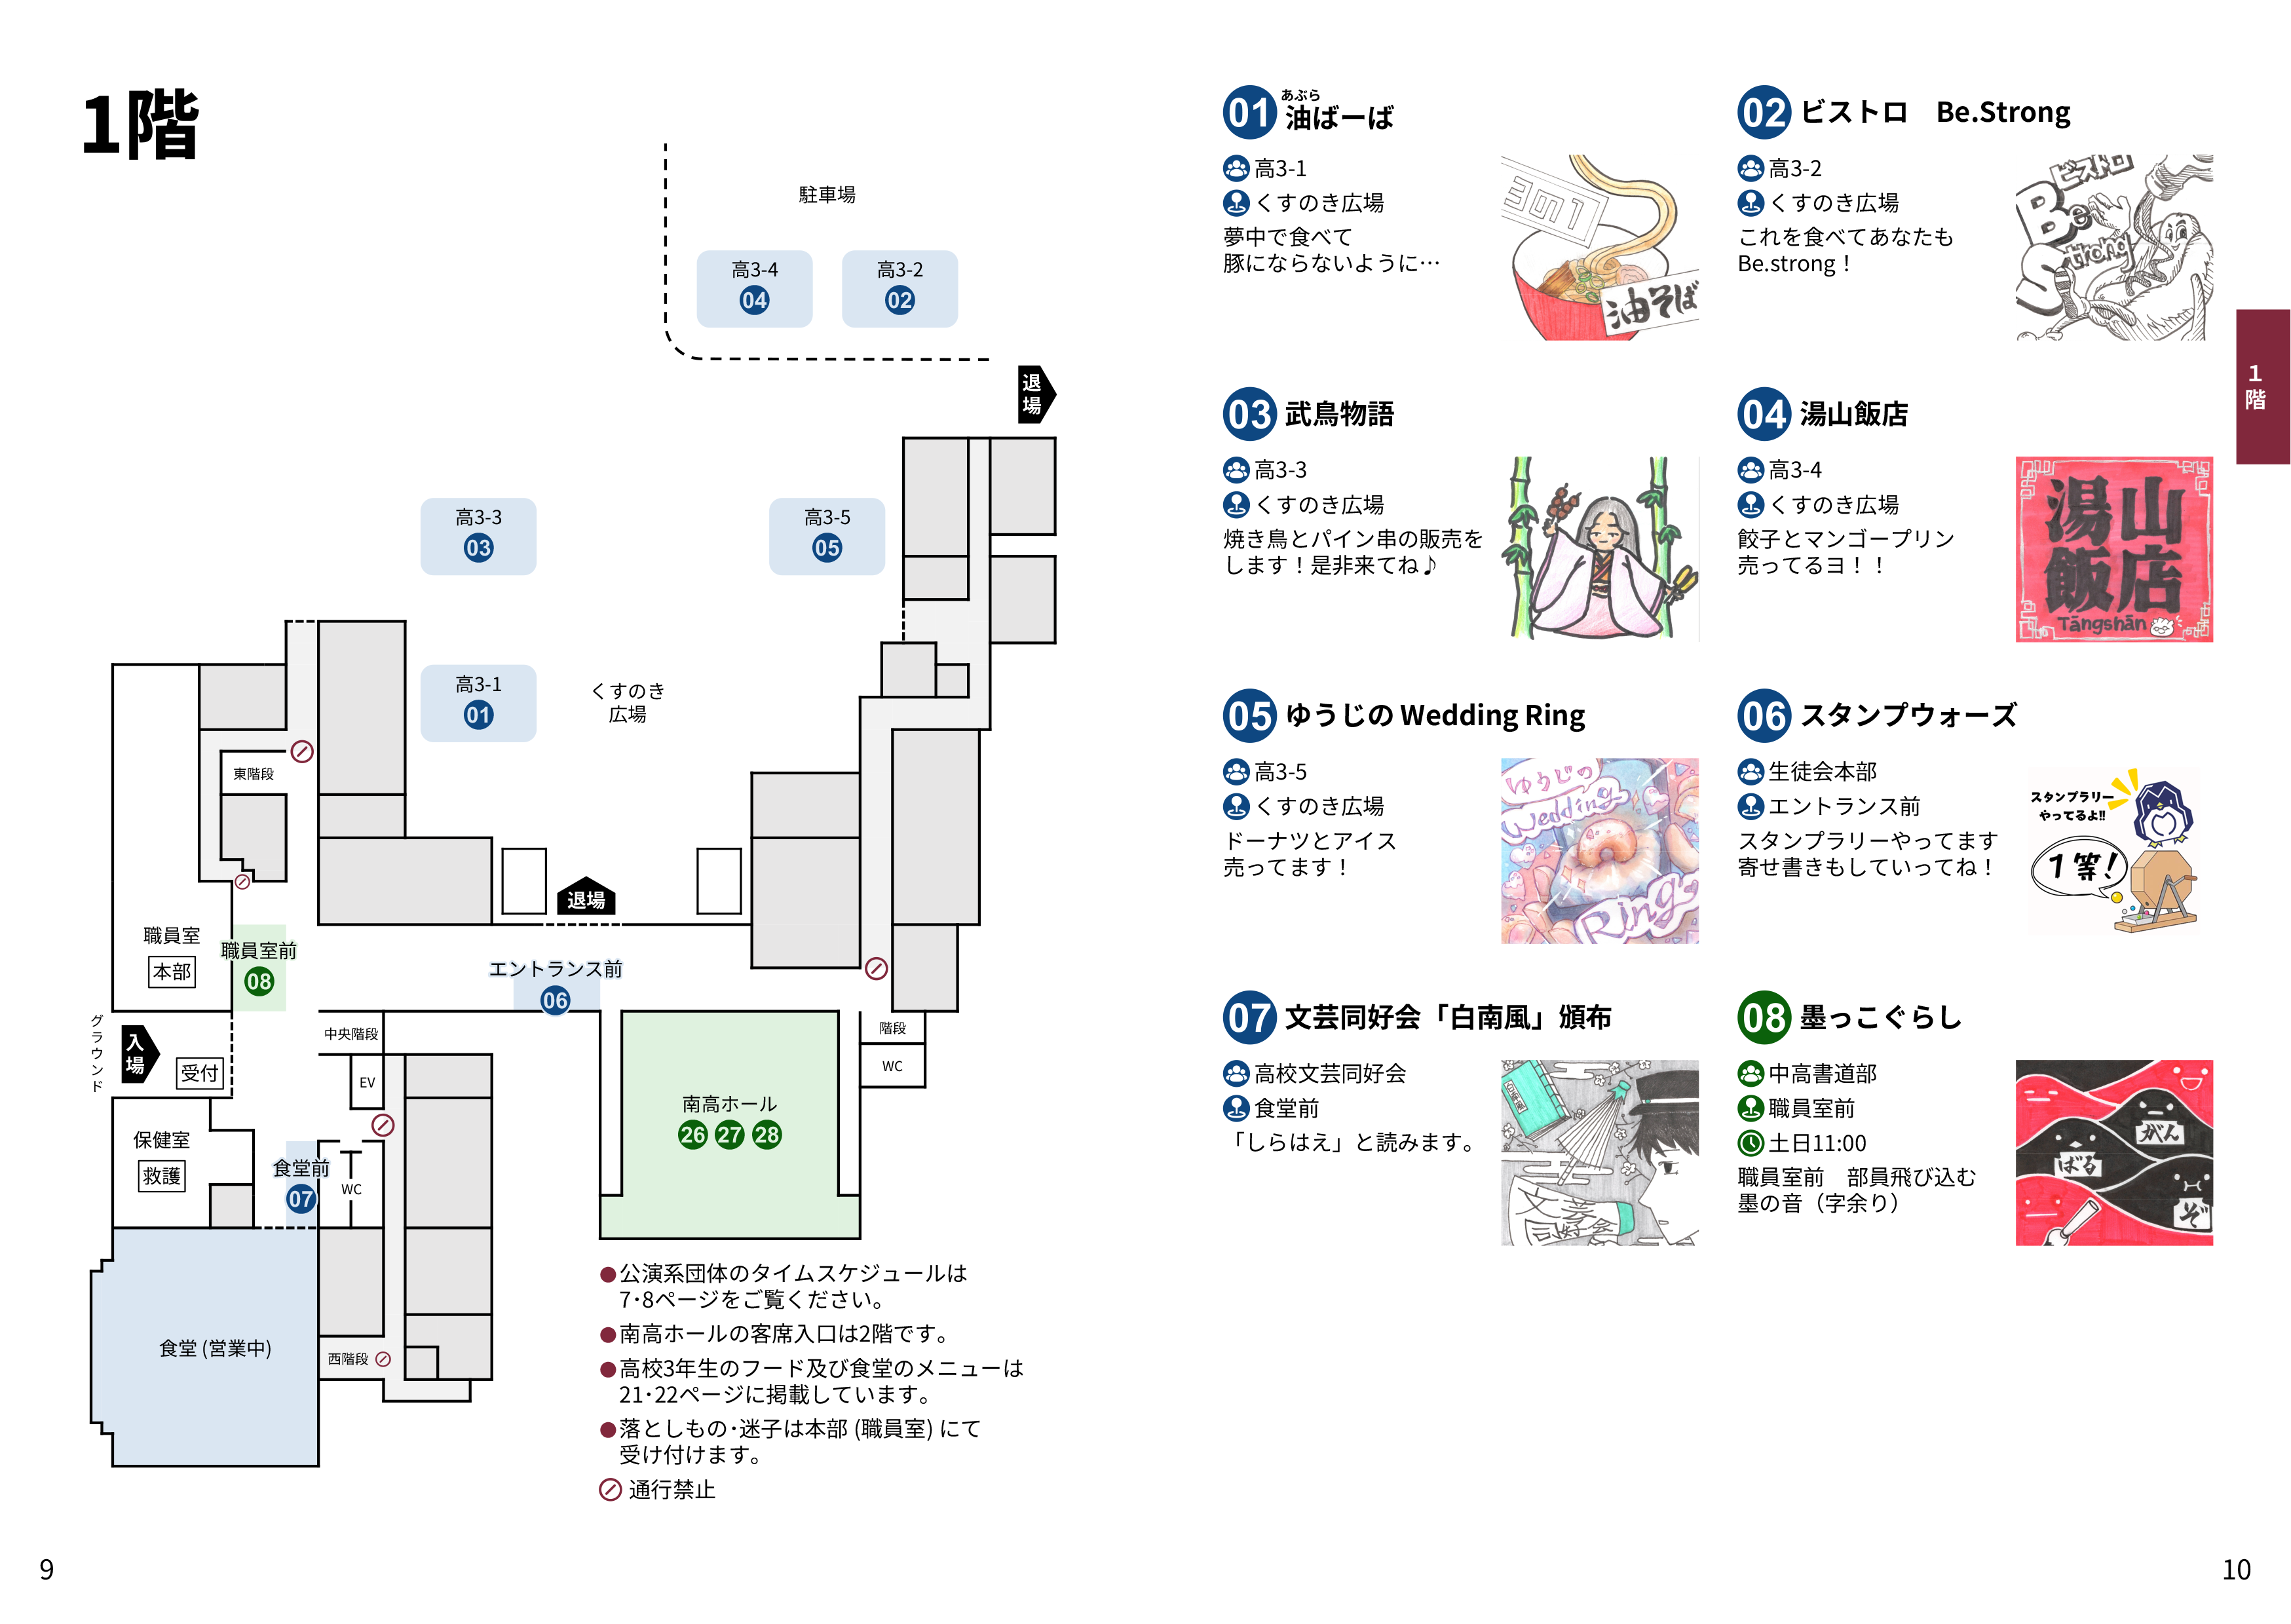 1階
駐車場
高3-4
04
高3-2
02
退場
高3-3
03
高3-5
05
高3-1
01
くすのき
広場
東階段
退場
職員室
本部
職員室前
08
エントランス前
06
グラウンド
入場
受付
中央階段
EV
階段
WC
南高ホール
26 27 28
保健室
救護
食堂前
07
WC
食堂 (営業中)
西階段
●公演系団体のタイムスケジュールは
7･8ページをご覧ください。
●南高ホールの客席入口は2階です。
●高校3年生のフード及び食堂のメニューは
21･22ページに掲載しています。
●落としもの･迷子は本部 (職員室) にて
受け付けます。
通行禁止
9
01 油ばーば
あぶら
高3-1
くすのき広場
夢中で食べて
豚にならないように…
3の1
油そば
02 ビストロ　Be.Strong
高3-2
くすのき広場
これを食べてあなたも
Be.strong！
ビストロ
Be
Strong
03 武鳥物語
高3-3
くすのき広場
焼き鳥とパイン串の販売を
します！是非来てね♪
04 湯山飯店
高3-4
くすのき広場
餃子とマンゴープリン
売ってるヨ！！
湯山
飯店
Tāngshān
05 ゆうじの Wedding Ring
高3-5
くすのき広場
ドーナツとアイス
売ってます！
ゆうじの
Wedding
Ring
06 スタンプウォーズ
生徒会本部
エントランス前
スタンプラリーやってます
寄せ書きもしていってね！
スタンプラリー
やってるよ!!
1等！
07 文芸同好会「白南風」頒布
高校文芸同好会
食堂前
「しらはえ」と読みます。
文芸
同好会
08 墨っこぐらし
中高書道部
職員室前
土日11:00
職員室前　部員飛び込む
墨の音（字余り）
がん
ばる
ぞ
1階
10